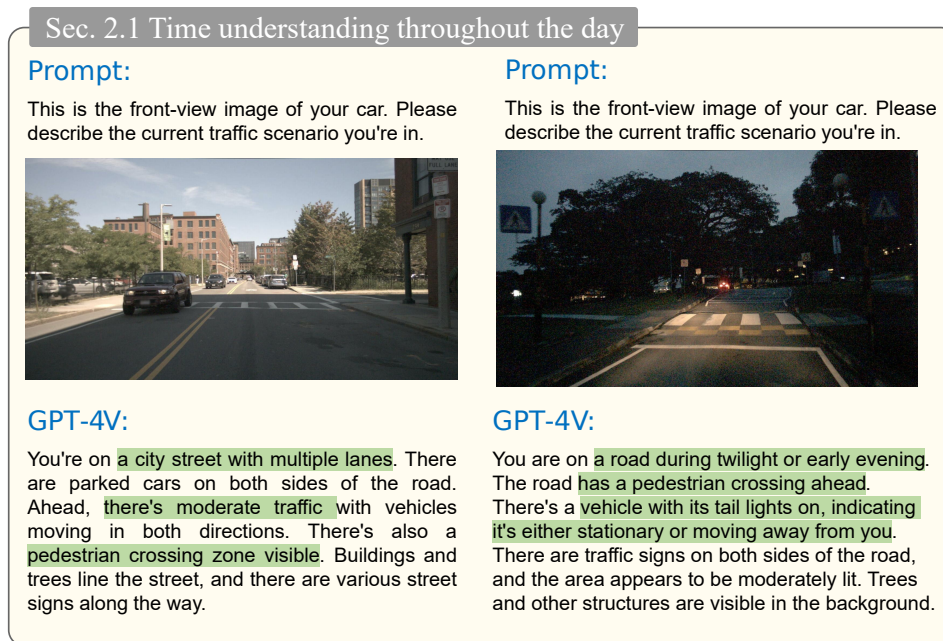 Sec. 2.1 Time understanding throughout the day
Prompt:
This is the front-view image of your car. Please
describe the current traffic scenario you're in.
GPT-4V:
You're on a city street with multiple lanes. There
are parked cars on both sides of the road.
Ahead, there's moderate traffic with vehicles
moving in both directions. There's also a
pedestrian crossing zone visible. Buildings and
trees line the street, and there are various street
signs along the way.
Prompt:
This is the front-view image of your car. Please
describe the current traffic scenario you're in.
GPT-4V:
You are on a road during twilight or early evening.
The road has a pedestrian crossing ahead.
There's a vehicle with its tail lights on, indicating
it's either stationary or moving away from you.
There are traffic signs on both sides of the road,
and the area appears to be moderately lit. Trees
and other structures are visible in the background.